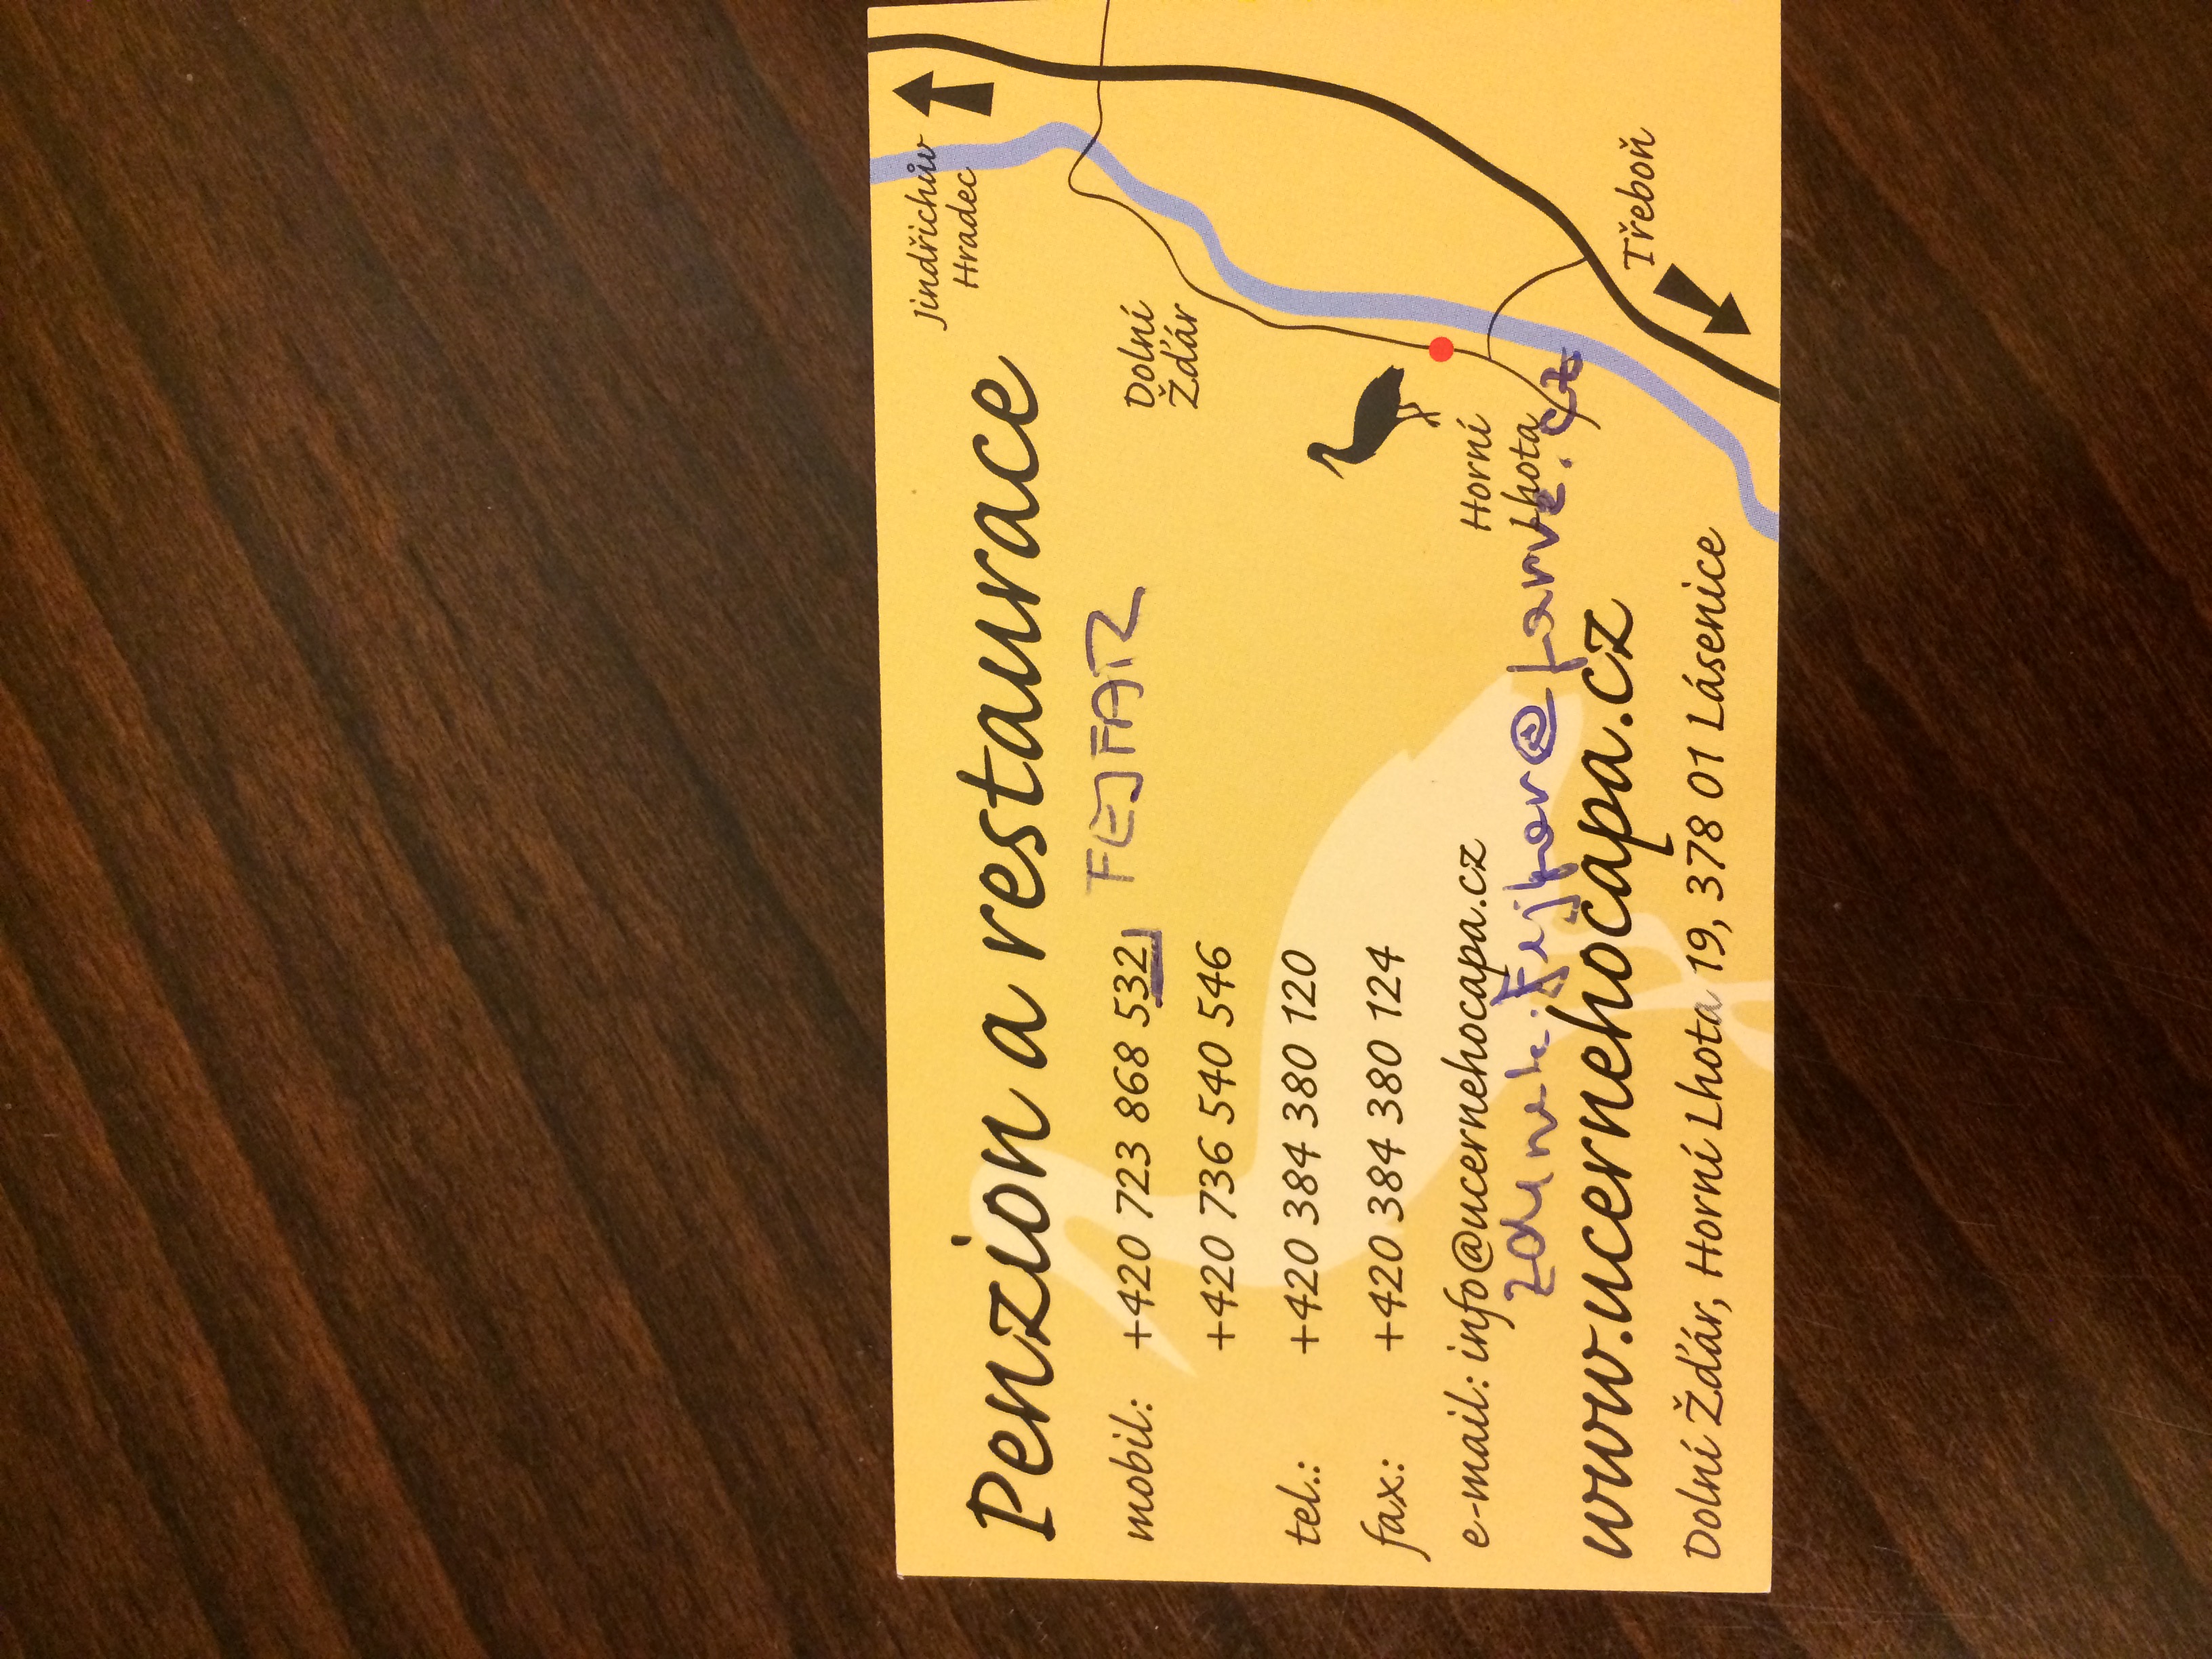 Penzion a restaurace
mobil: +420 723 868 532 FEJFAR
+420 736 540 546
tel.: +420 384 380 120
fax: +420 384 380 124
e-mail: info@ucernehocapa.cz
www.ucernehocapa.cz
Dolní Žďár, Horní Lhota 19, 378 01 Lásenice
Jindřichův
Hradec
Dolní
Žďár
Horní
Lhota
Třeboň